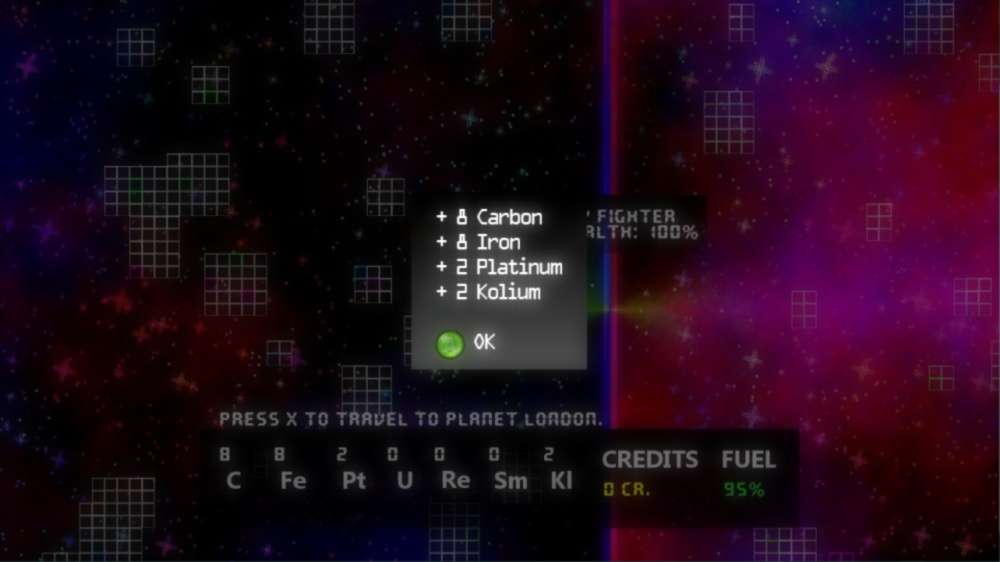 + 8 Carbon
+ 8 Iron
+ 2 Platinum
+ 2 Kolium
OK
FIGHTER
ALTH: 100%
PRESS X TO TRAVEL TO PLANET LONDON.
8 8 2 0 0 0 2
C Fe Pt U Re Sm Kl
CREDITS FUEL
0 CR. 95%